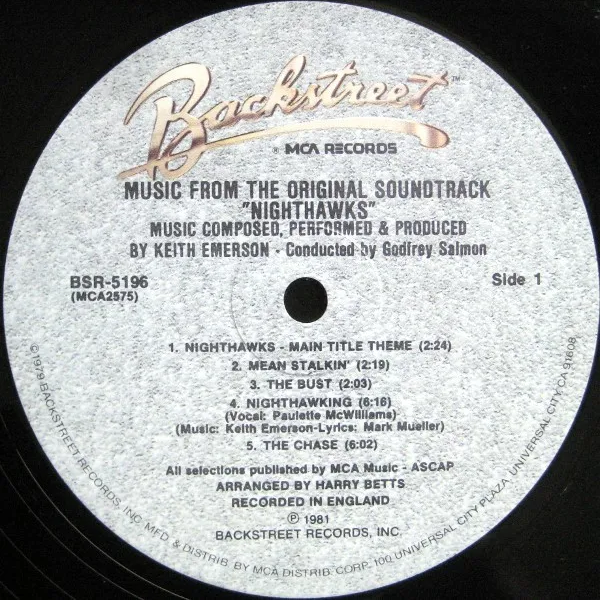 Backstreet™
® MCA RECORDS
MUSIC FROM THE ORIGINAL SOUNDTRACK
"NIGHTHAWKS"
MUSIC COMPOSED, PERFORMED & PRODUCED
BY KEITH EMERSON - Conducted by Godfrey Salmon
BSR-5196
(MCA2575)
Side 1
1. NIGHTHAWKS - MAIN TITLE THEME (2:24)
2. MEAN STALKIN' (2:19)
3. THE BUST (2:03)
4. NIGHTHAWKING (6:16)
(Vocal: Paulette McWilliams)
(Music: Keith Emerson-Lyrics: Mark Mueller)
5. THE CHASE (6:02)
All selections published by MCA Music - ASCAP
ARRANGED BY HARRY BETTS
RECORDED IN ENGLAND
℗ 1981
BACKSTREET RECORDS, INC.
©1979 BACKSTREET RECORDS, INC. MFD. & DISTRIB. BY MCA DISTRIB. CORP. 100 UNIVERSAL CITY PLAZA UNIVERSAL CITY, CA 91608